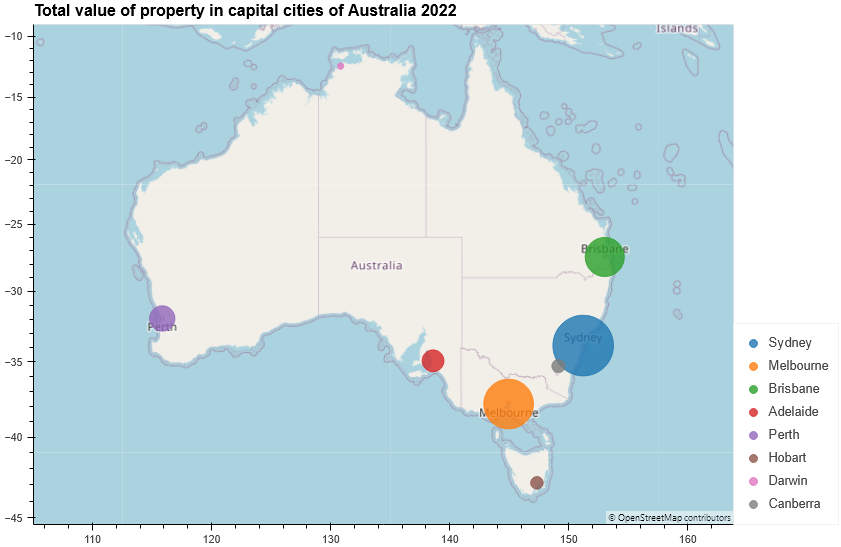 Total value of property in capital cities of Australia 2022
Islands
−10
−15
−20
−25
−30
−35
−40
−45
Brisbane
Australia
Perth
Sydney
Melbourne
© OpenStreetMap contributors
110
120
130
140
150
160
Sydney
Melbourne
Brisbane
Adelaide
Perth
Hobart
Darwin
Canberra